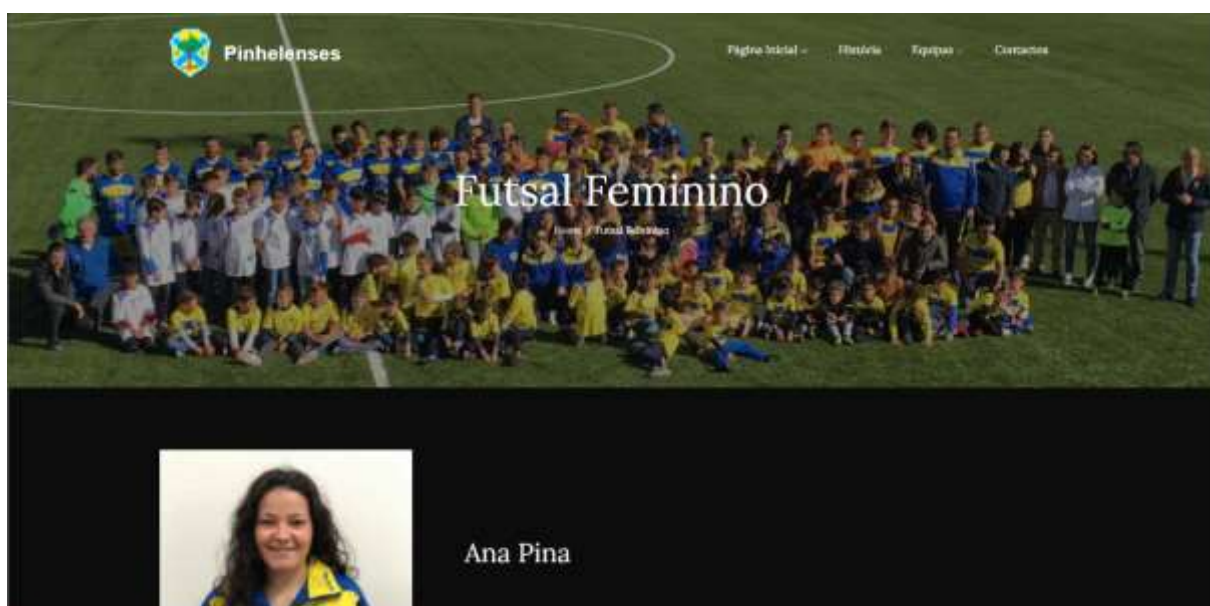 Pinhelenses
Página Inicial História Equipas Contactos
Futsal Feminino
Home / Futsal Feminino
Ana Pina